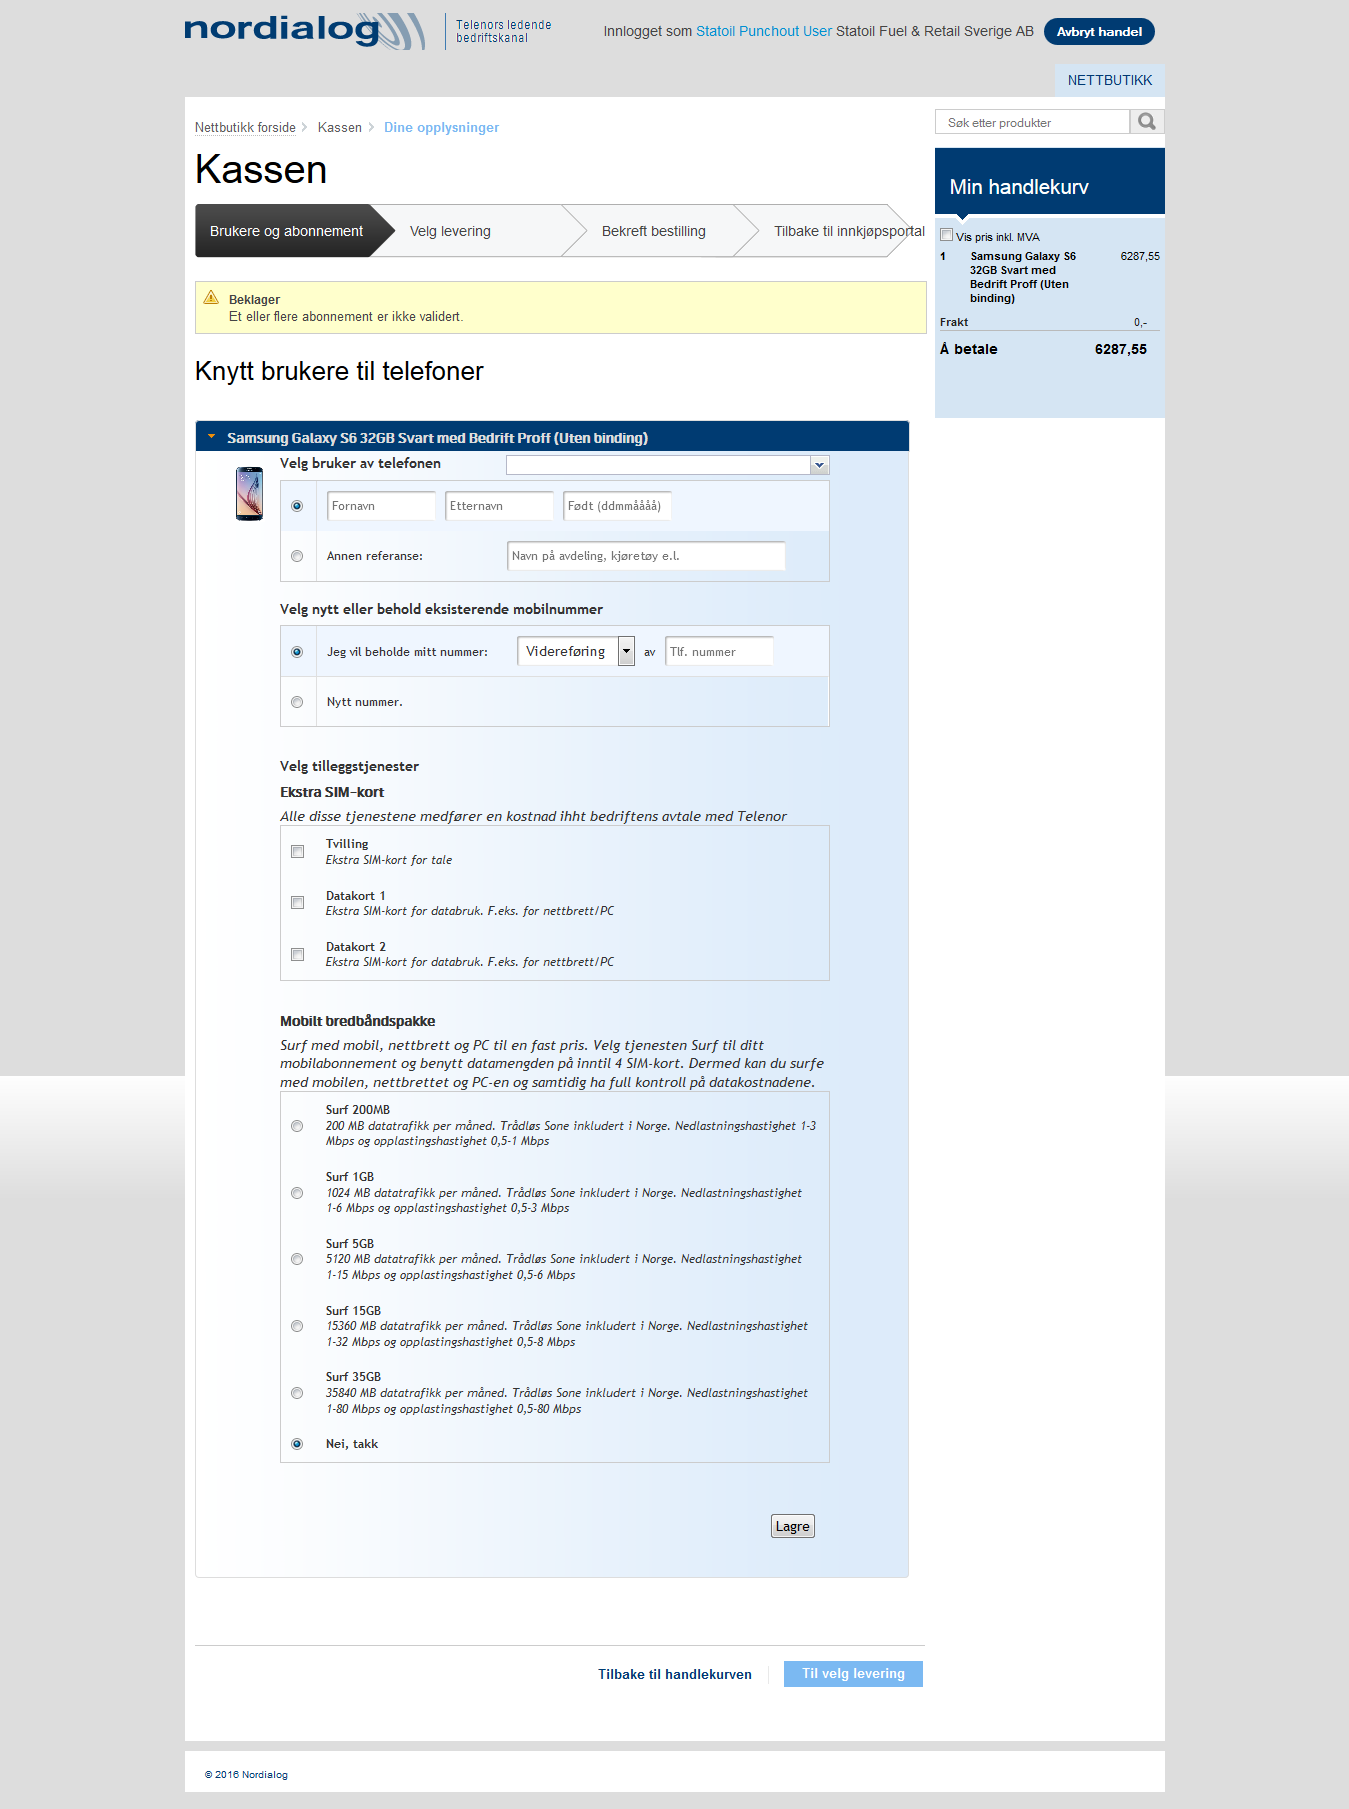 nordialog
Telenors ledende
bedriftskanal
Innlogget som Statoil Punchout User Statoil Fuel & Retail Sverige AB
Avbryt handel
NETTBUTIKK
Nettbutikk forside
Kassen
Dine opplysninger
Søk etter produkter
Kassen
Brukere og abonnement
Velg levering
Bekreft bestilling
Tilbake til innkjøpsportal
Beklager
Et eller flere abonnement er ikke validert.
Knytt brukere til telefoner
Min handlekurv
Vis pris inkl. MVA
1 Samsung Galaxy S6 6287,55
32GB Svart med
Bedrift Proff (Uten
binding)
Frakt 0,-
Å betale 6287,55
Samsung Galaxy S6 32GB Svart med Bedrift Proff (Uten binding)
Velg bruker av telefonen
Fornavn Etternavn Født (ddmmåååå)
Annen referanse: Navn på avdeling, kjøretøy e.l.
Velg nytt eller behold eksisterende mobilnummer
Jeg vil beholde mitt nummer: Videreføring av Tlf. nummer
Nytt nummer.
Velg tilleggstjenester
Ekstra SIM-kort
Alle disse tjenestene medfører en kostnad ihht bedriftens avtale med Telenor
Tvilling
Ekstra SIM-kort for tale
Datakort 1
Ekstra SIM-kort for databruk. F.eks. for nettbrett/PC
Datakort 2
Ekstra SIM-kort for databruk. F.eks. for nettbrett/PC
Mobilt bredbåndspakke
Surf med mobil, nettbrett og PC til en fast pris. Velg tjenesten Surf til ditt
mobilabonnement og benytt datamengden på inntil 4 SIM-kort. Dermed kan du surfe
med mobilen, nettbrettet og PC-en og samtidig ha full kontroll på datakostnadene.
Surf 200MB
200 MB datatrafikk per måned. Trådløs Sone inkludert i Norge. Nedlastningshastighet 1-3
Mbps og opplastingshastighet 0,5-1 Mbps
Surf 1GB
1024 MB datatrafikk per måned. Trådløs Sone inkludert i Norge. Nedlastningshastighet
1-6 Mbps og opplastingshastighet 0,5-3 Mbps
Surf 5GB
5120 MB datatrafikk per måned. Trådløs Sone inkludert i Norge. Nedlastningshastighet
1-15 Mbps og opplastingshastighet 0,5-6 Mbps
Surf 15GB
15360 MB datatrafikk per måned. Trådløs Sone inkludert i Norge. Nedlastningshastighet
1-32 Mbps og opplastingshastighet 0,5-8 Mbps
Surf 35GB
35840 MB datatrafikk per måned. Trådløs Sone inkludert i Norge. Nedlastningshastighet
1-80 Mbps og opplastingshastighet 0,5-80 Mbps
Nei, takk
Lagre
Tilbake til handlekurven
Til velg levering
© 2016 Nordialog